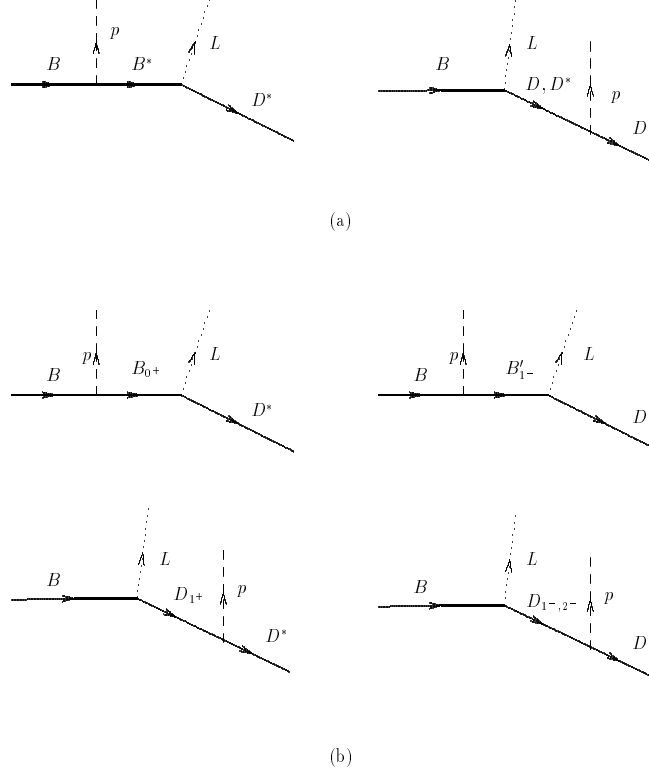 p L L
B B* D* B D, D* p D
(a)
p B₀⁺ L p B′₁⁻ L
B D* B D
L L
B D₁⁺ p D* B D₁⁻,₂⁻ p D
(b)